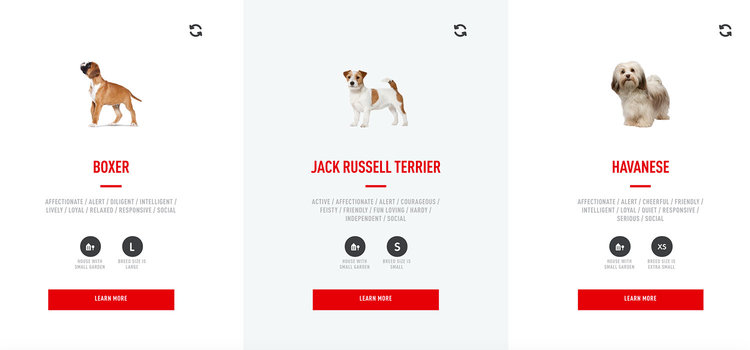 BOXER
AFFECTIONATE / ALERT / DILIGENT / INTELLIGENT /
LIVELY / LOYAL / RELAXED / RESPONSIVE / SOCIAL
L
HOUSE WITH
SMALL GARDEN
BREED SIZE IS
LARGE
LEARN MORE
JACK RUSSELL TERRIER
ACTIVE / AFFECTIONATE / ALERT / COURAGEOUS /
FEISTY / FRIENDLY / FUN LOVING / HARDY /
INDEPENDENT / SOCIAL
S
HOUSE WITH
SMALL GARDEN
BREED SIZE IS
SMALL
LEARN MORE
HAVANESE
AFFECTIONATE / ALERT / CHEERFUL / FRIENDLY /
INTELLIGENT / LOYAL / QUIET / RESPONSIVE /
SERIOUS / SOCIAL
XS
HOUSE WITH
SMALL GARDEN
BREED SIZE IS
EXTRA SMALL
LEARN MORE